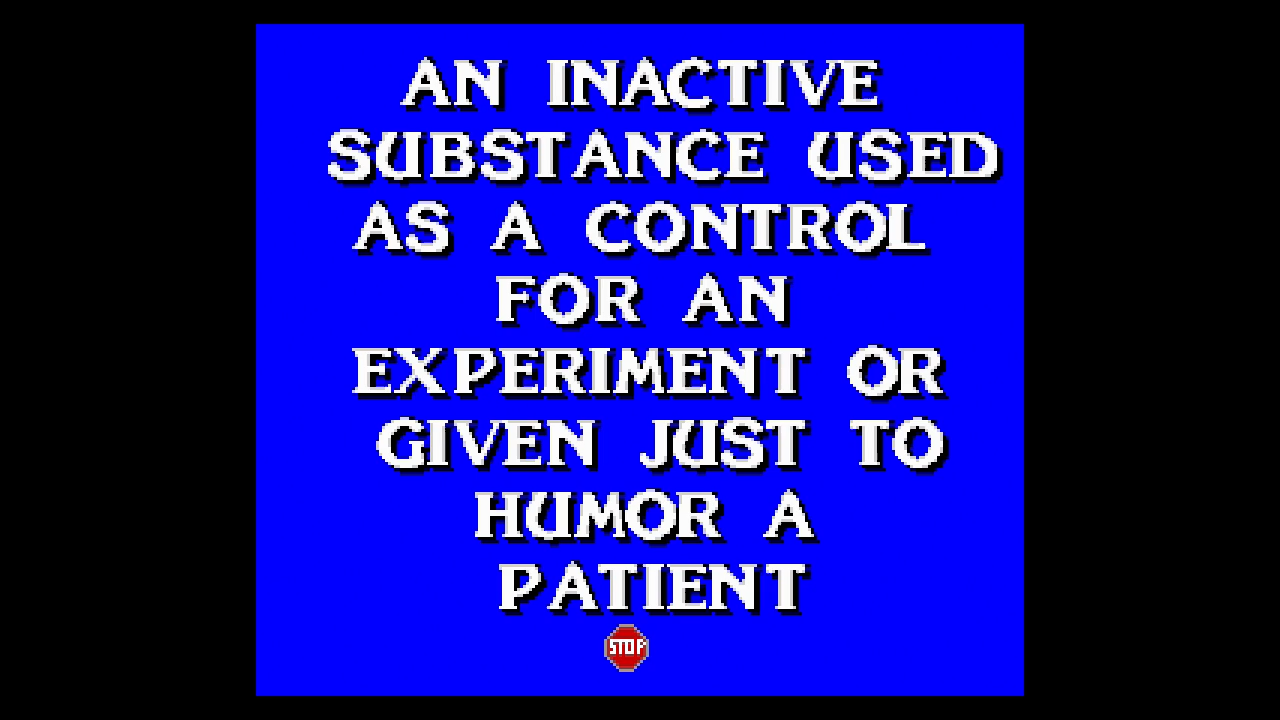 AN INACTIVE
SUBSTANCE USED
AS A CONTROL
FOR AN
EXPERIMENT OR
GIVEN JUST TO
HUMOR A
PATIENT
STOP